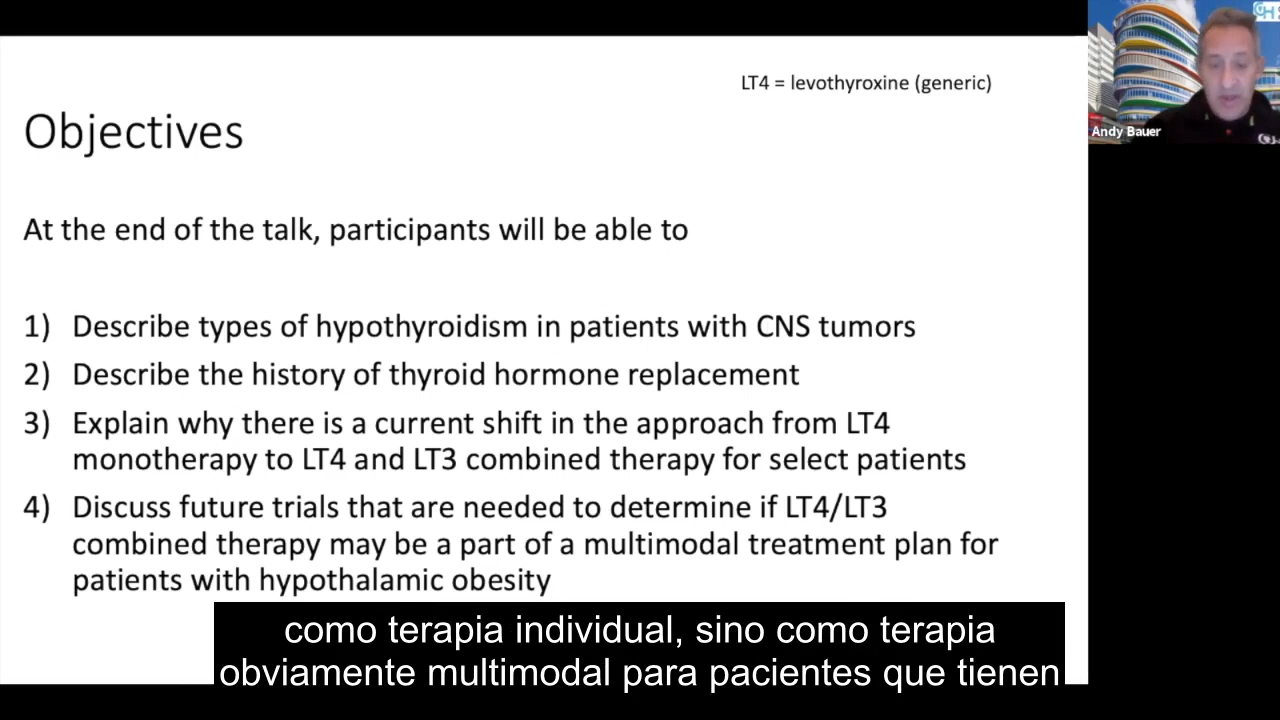 LT4 = levothyroxine (generic)
Objectives
At the end of the talk, participants will be able to
1) Describe types of hypothyroidism in patients with CNS tumors
2) Describe the history of thyroid hormone replacement
3) Explain why there is a current shift in the approach from LT4
monotherapy to LT4 and LT3 combined therapy for select patients
4) Discuss future trials that are needed to determine if LT4/LT3
combined therapy may be a part of a multimodal treatment plan for
patients with hypothalamic obesity
Andy Bauer
como terapia individual, sino como terapia
obviamente multimodal para pacientes que tienen